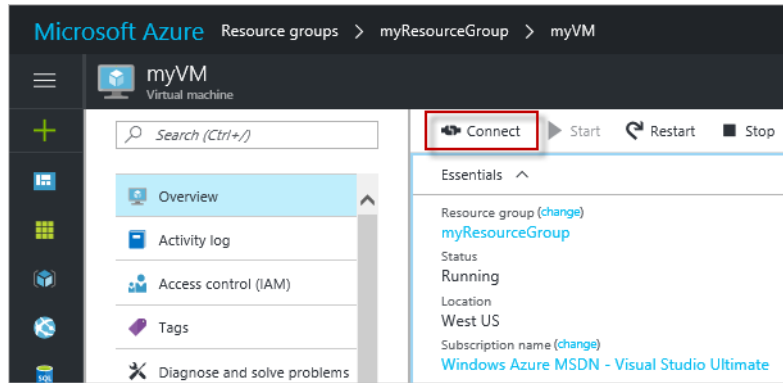 Microsoft Azure Resource groups > myResourceGroup > myVM
myVM
Virtual machine
Search (Ctrl+/)
Connect Start Restart Stop
Essentials
Overview
Activity log
Access control (IAM)
Tags
Diagnose and solve problems
Resource group (change)
myResourceGroup
Status
Running
Location
West US
Subscription name (change)
Windows Azure MSDN - Visual Studio Ultimate
SQL